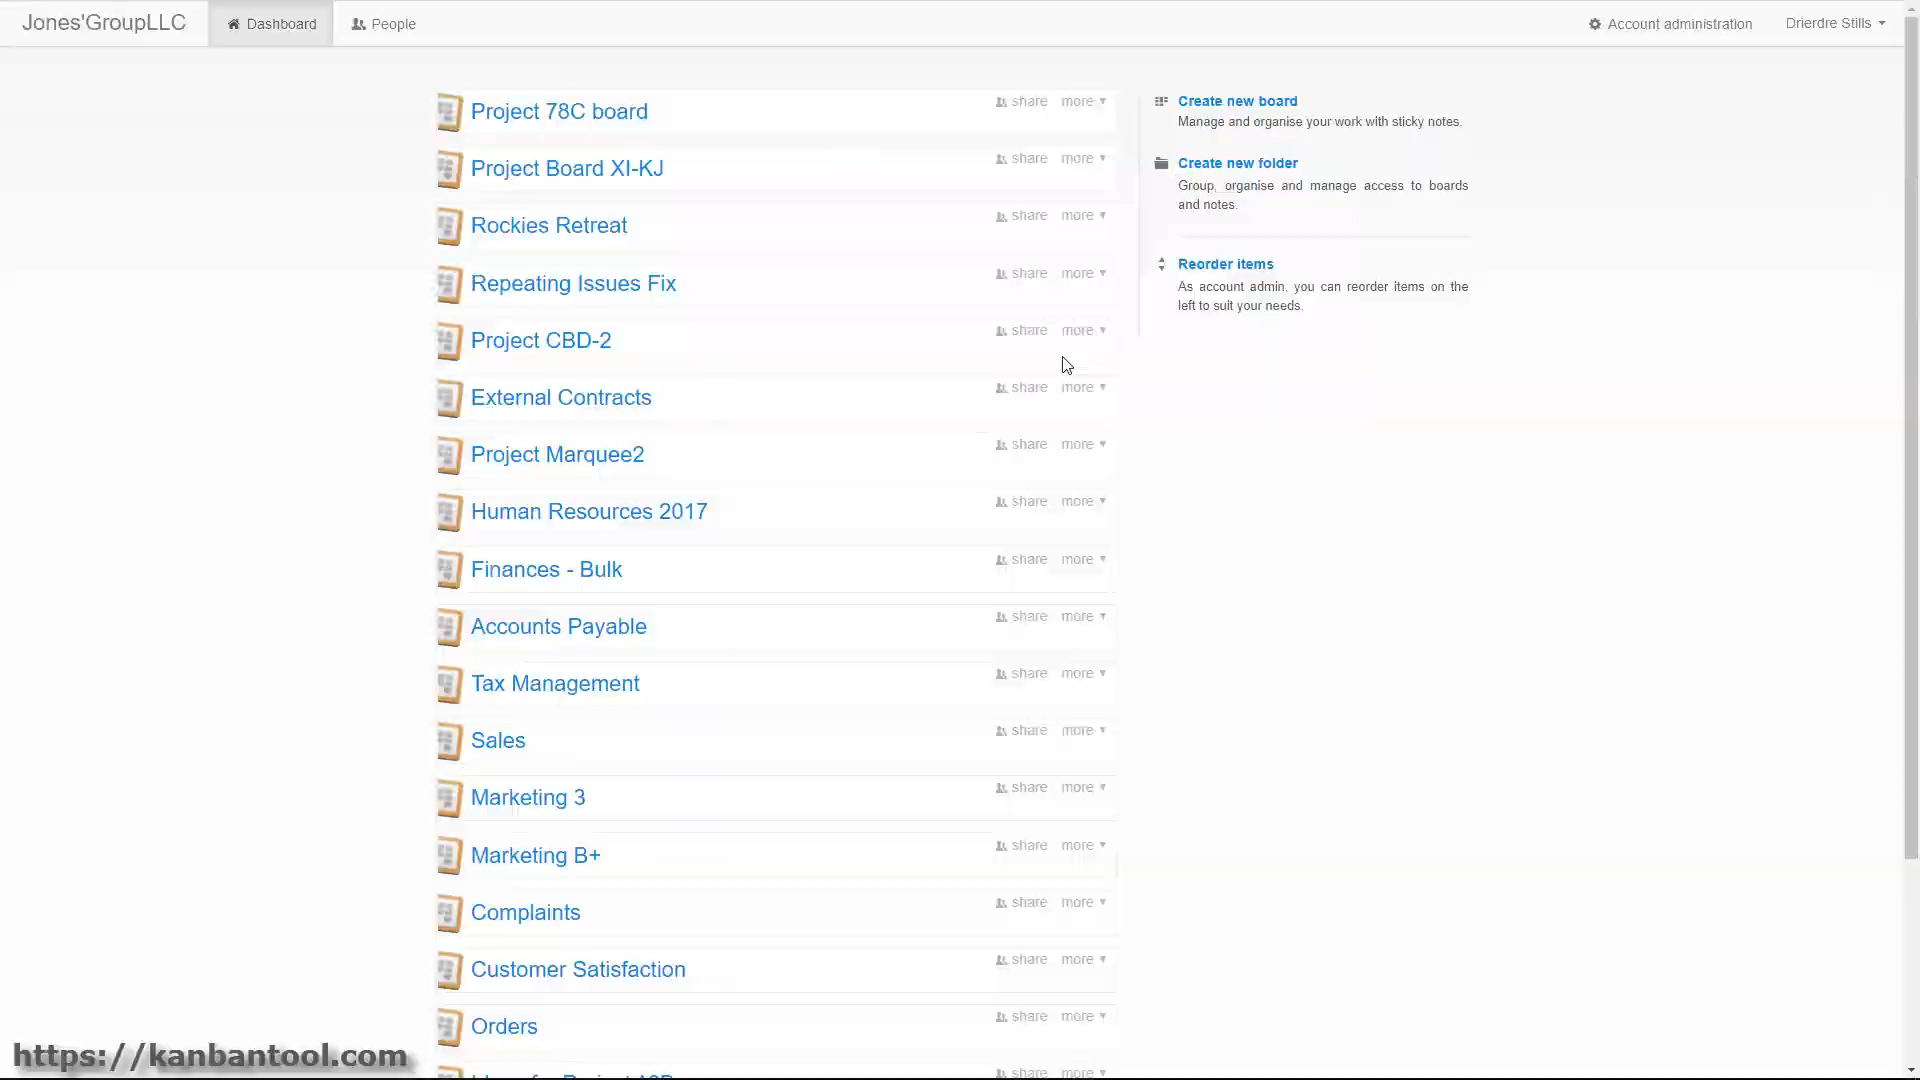 Jones'GroupLLC Dashboard People Account administration Drierdre Stills
Project 78C board share more
Project Board XI-KJ share more
Rockies Retreat share more
Repeating Issues Fix share more
Project CBD-2 share more
External Contracts share more
Project Marquee2 share more
Human Resources 2017 share more
Finances - Bulk share more
Accounts Payable share more
Tax Management share more
Sales share more
Marketing 3 share more
Marketing B+ share more
Complaints share more
Customer Satisfaction share more
Orders share more
share more
Create new board
Manage and organise your work with sticky notes.
Create new folder
Group, organise and manage access to boards
and notes.
Reorder items
As account admin, you can reorder items on the
left to suit your needs.
https://kanbantool.com